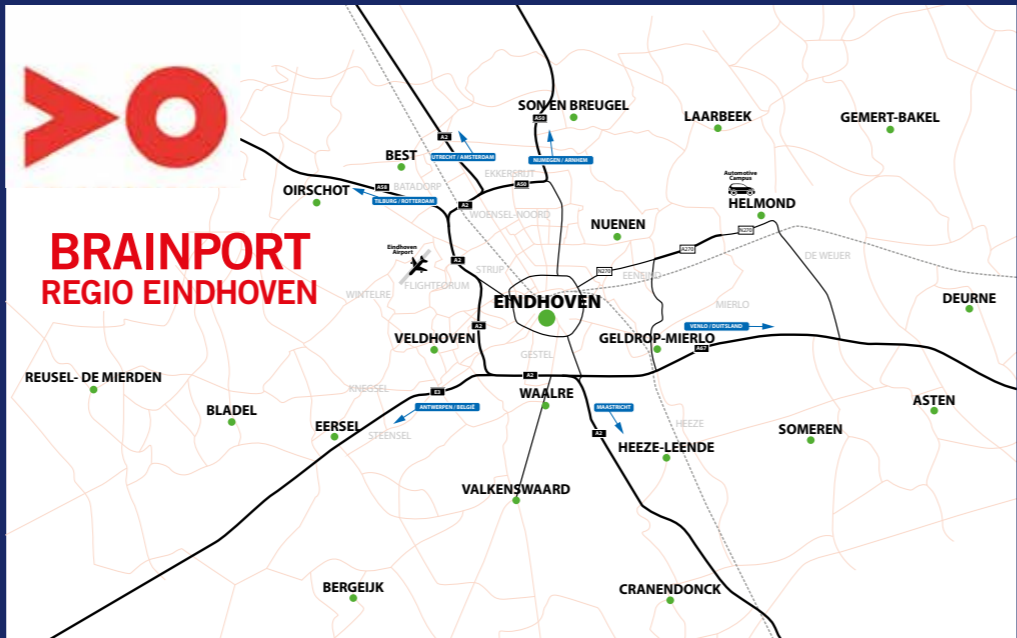 VO
BRAINPORT
REGIO EINDHOVEN
SON EN BREUGEL
LAARBEEK
GEMERT-BAKEL
A50
A2
UTRECHT / AMSTERDAM
NIJMEGEN / ARNHEM
BEST
EKKERSRIJT
Automotive
Campus
OIRSCHOT
A58
BATADORP
A50
HELMOND
TILBURG / ROTTERDAM
A2
WOENSEL-NOORD
NUENEN
N270
Eindhoven
Airport
A270
DE WEIJER
A2
STRIJP
N270
EENEIND
FLIGHTFORUM
WINTELRE
EINDHOVEN
MIERLO
DEURNE
A2
VENLO / DUITSLAND
VELDHOVEN
GELDROP-MIERLO
A67
GESTEL
REUSEL- DE MIERDEN
A2
KNEGSEL
E3
WAALRE
ASTEN
BLADEL
ANTWERPEN / BELGIË
MAASTRICHT
EERSEL
HEEZE
SOMEREN
STEENSEL
A2
HEEZE-LEENDE
VALKENSWAARD
BERGEIJK
CRANENDONCK